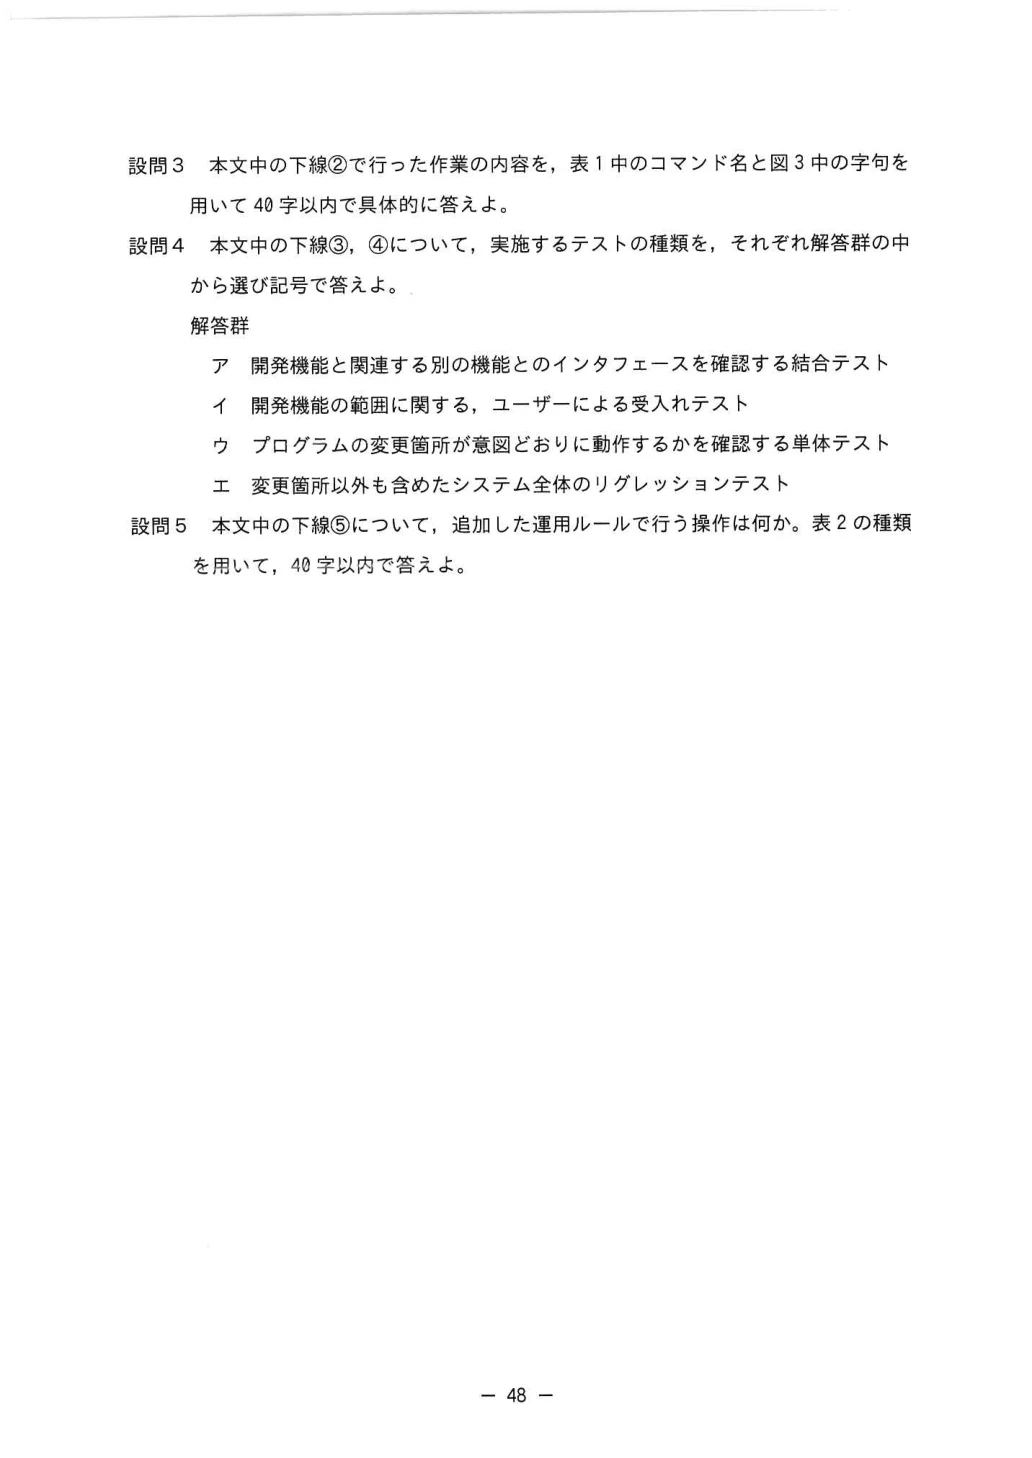 設問3 本文中の下線②で行った作業の内容を，表1中のコマンド名と図3中の字句を
用いて40字以内で具体的に答えよ。
設問4 本文中の下線③，④について，実施するテストの種類を，それぞれ解答群の中
から選び記号で答えよ。
解答群
ア 開発機能と関連する別の機能とのインタフェースを確認する結合テスト
イ 開発機能の範囲に関する，ユーザーによる受入れテスト
ウ プログラムの変更箇所が意図どおりに動作するかを確認する単体テスト
エ 変更箇所以外も含めたシステム全体のリグレッションテスト
設問5 本文中の下線⑤について，追加した運用ルールで行う操作は何か。表2の種類
を用いて，40字以内で答えよ。
－ 48 －